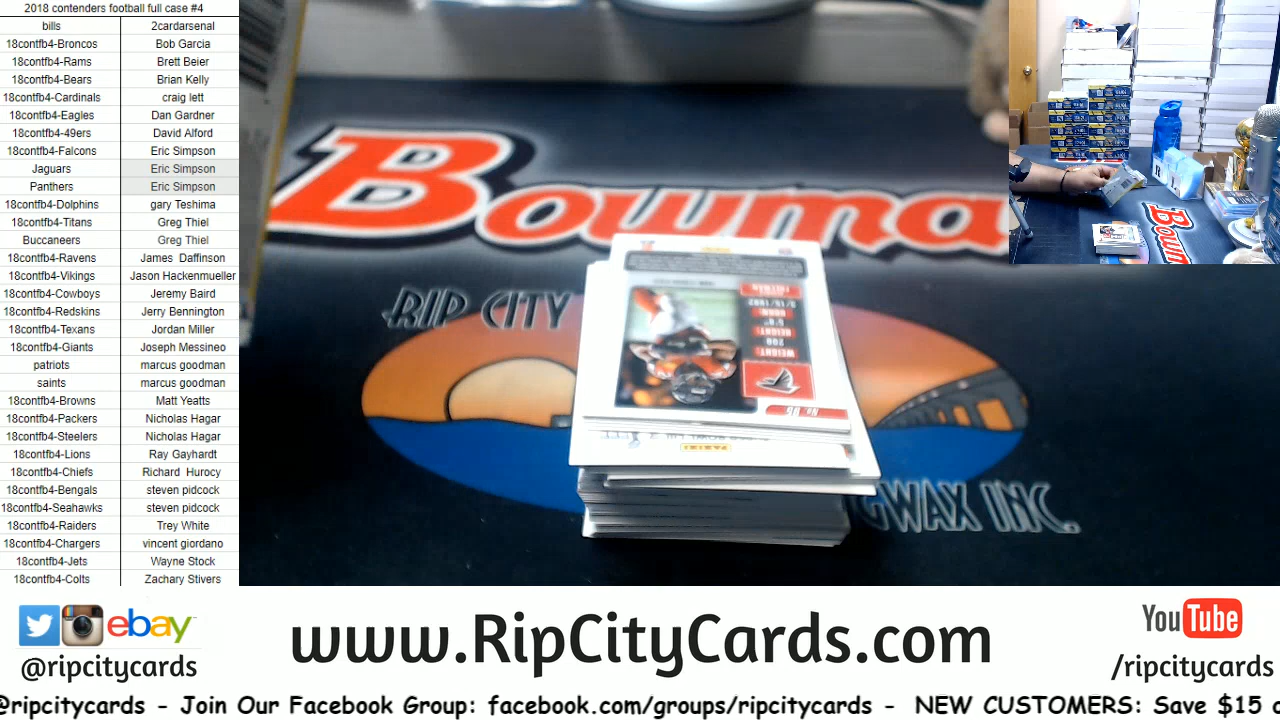 2018 contenders football full case #4
bills 2cardarsenal
18contfb4-Broncos Bob Garcia
18contfb4-Rams Brett Beier
18contfb4-Bears Brian Kelly
18contfb4-Cardinals craig lett
18contfb4-Eagles Dan Gardner
18contfb4-49ers David Alford
18contfb4-Falcons Eric Simpson
Jaguars Eric Simpson
Panthers Eric Simpson
18contfb4-Dolphins gary Teshima
18contfb4-Titans Greg Thiel
Buccaneers Greg Thiel
18contfb4-Ravens James Daffinson
18contfb4-Vikings Jason Hackenmueller
18contfb4-Cowboys Jeremy Baird
18contfb4-Redskins Jerry Bennington
18contfb4-Texans Jordan Miller
18contfb4-Giants Joseph Messineo
patriots marcus goodman
saints marcus goodman
18contfb4-Browns Matt Yeatts
18contfb4-Packers Nicholas Hagar
18contfb4-Steelers Nicholas Hagar
18contfb4-Lions Ray Gayhardt
18contfb4-Chiefs Richard Hurocy
18contfb4-Bengals steven pidcock
18contfb4-Seahawks steven pidcock
18contfb4-Raiders Trey White
18contfb4-Chargers vincent giordano
18contfb4-Jets Wayne Stock
18contfb4-Colts Zachary Stivers
Bowma
RIP CITY
GWAX INC.
WEIGHT:
200
HEIGHT:
5'8"
BORN:
PANINI
Bowm
ebay
@ripcitycards
www.RipCityCards.com
YouTube
/ripcitycards
@ripcitycards - Join Our Facebook Group: facebook.com/groups/ripcitycards - NEW CUSTOMERS: Save $15 o